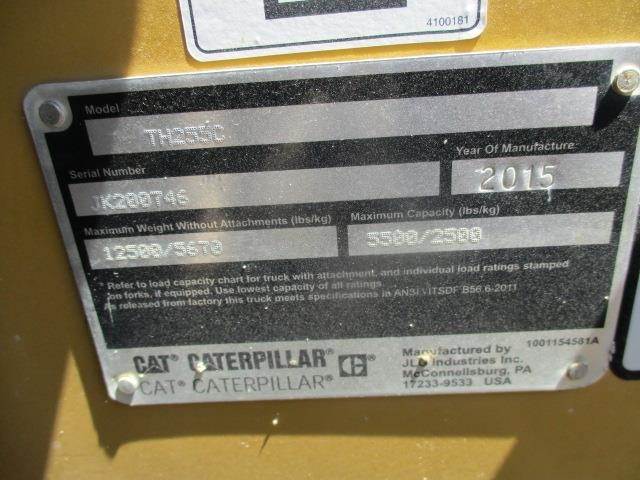 4100181
Model
TH255C
Serial Number
JK200746
Year Of Manufacture
2015
Maximum Weight Without Attachments (lbs/kg)
12500/5670
Maximum Capacity (lbs/kg)
5500/2500
* Refer to load capacity chart for truck with attachment, and individual load ratings stamped
on forks, if equipped. Use lowest capacity of all ratings.
as released from factory this truck meets specifications in ANSI / ITSDF B56.6-2011
CAT® CATERPILLAR®
CAT® CATERPILLAR®
Manufactured by
JLG Industries Inc.
McConnellsburg, PA
17233-9533 USA
1001154581A